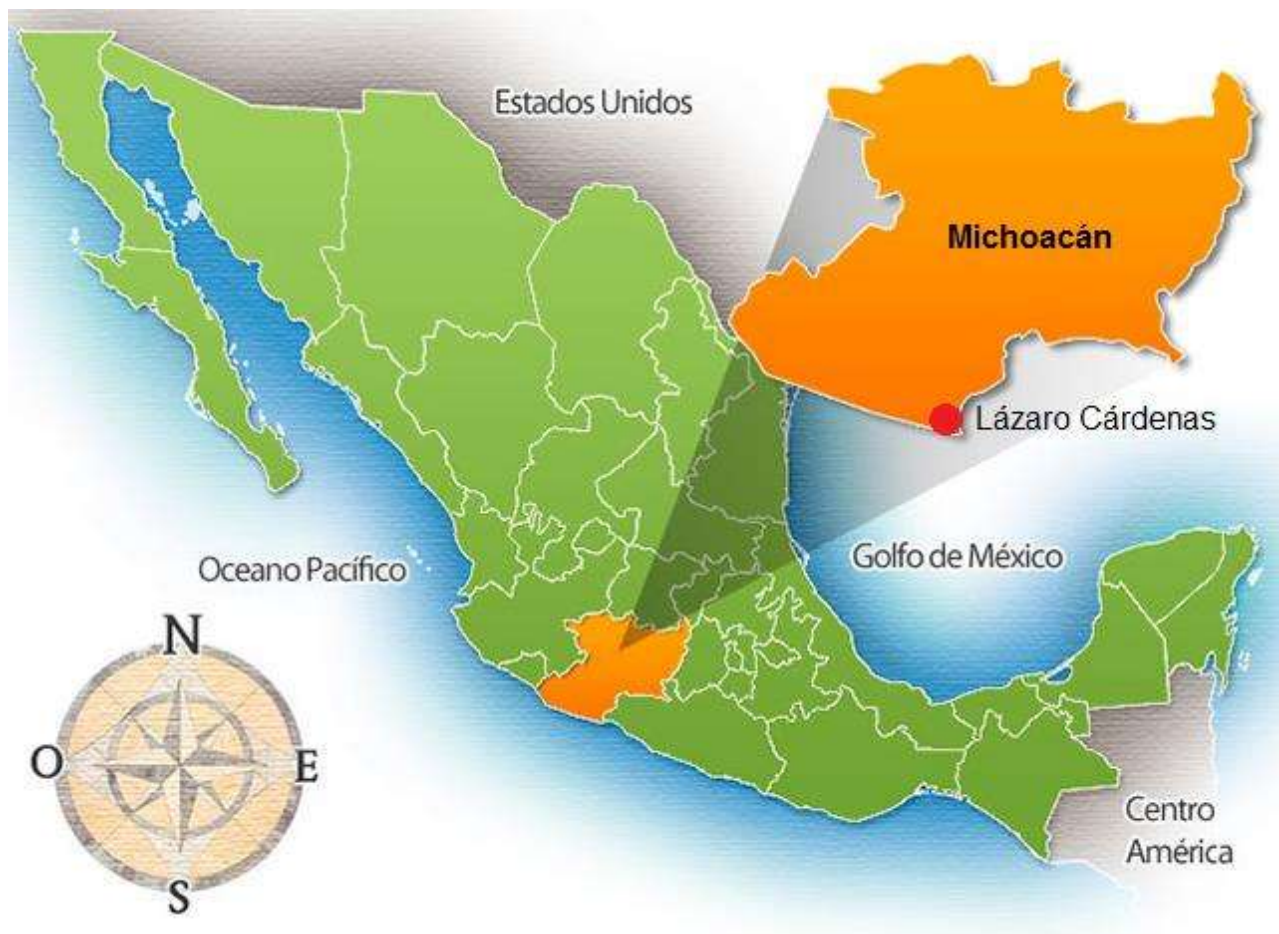 Estados Unidos
Michoacán
Lázaro Cárdenas
Golfo de México
Oceano Pacífico
N
O
E
S
Centro
América